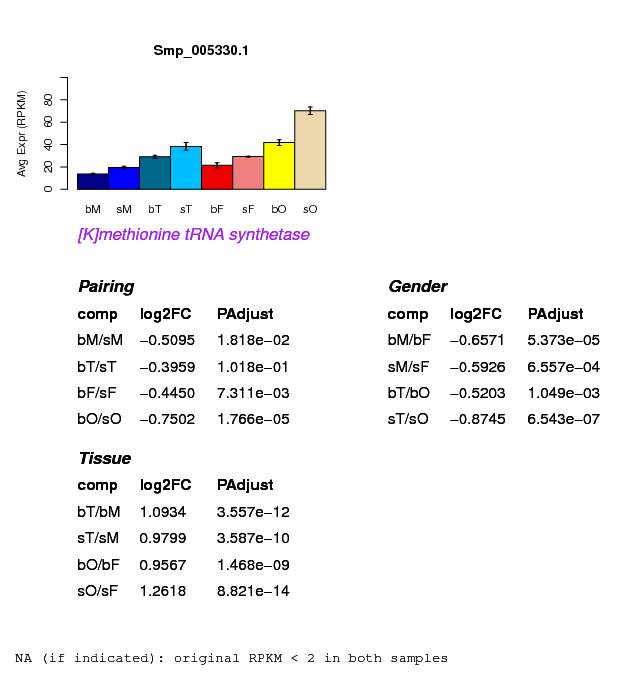 Smp_005330.1
Avg Expr (RPKM)
0 20 40 60 80
bM sM bT sT bF sF bO sO
[K]methionine tRNA synthetase
Pairing
comp log2FC PAdjust
bM/sM −0.5095 1.818e−02
bT/sT −0.3959 1.018e−01
bF/sF −0.4450 7.311e−03
bO/sO −0.7502 1.766e−05
Gender
comp log2FC PAdjust
bM/bF −0.6571 5.373e−05
sM/sF −0.5926 6.557e−04
bT/bO −0.5203 1.049e−03
sT/sO −0.8745 6.543e−07
Tissue
comp log2FC PAdjust
bT/bM 1.0934 3.557e−12
sT/sM 0.9799 3.587e−10
bO/bF 0.9567 1.468e−09
sO/sF 1.2618 8.821e−14
NA (if indicated): original RPKM < 2 in both samples